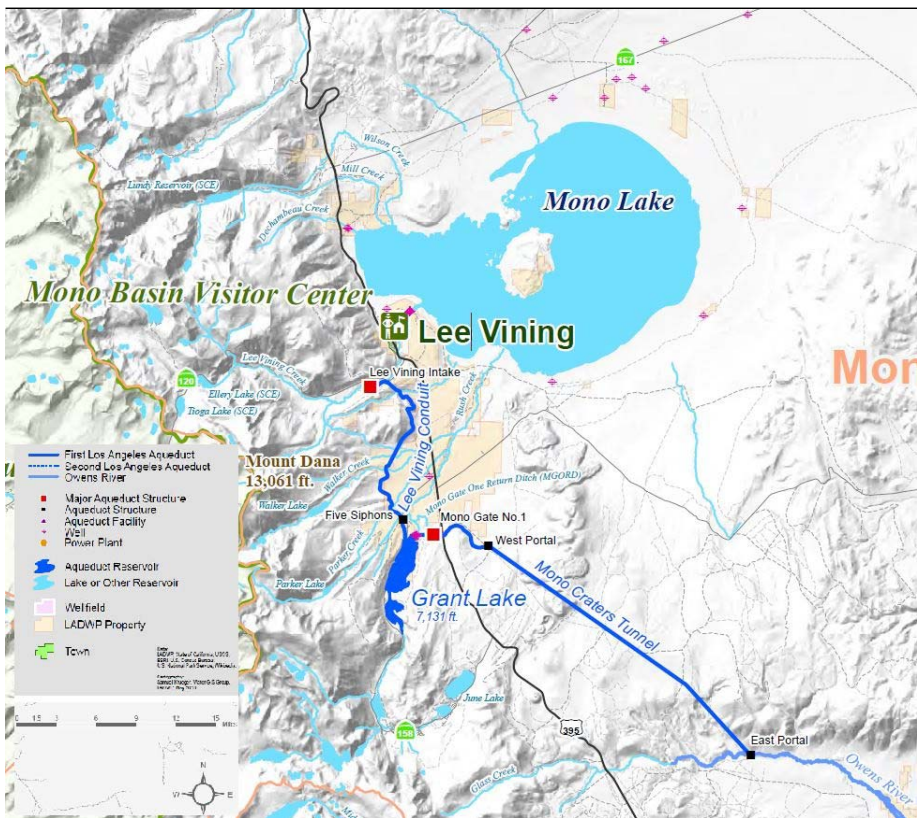 167
Wilson Creek
Mill Creek
Lundy Reservoir (SCE)
Dechambeau Creek
Mono Lake
Mono Basin Visitor Center
Lee Vining
Lee Vining Creek
Lee Vining Intake
120
Ellery Lake (SCE)
Tioga Lake (SCE)
Rush Creek
Mon
Lee Vining Conduit
Mount Dana
13,061 ft.
Walker Creek
Walker Lake
Mono Gate One Return Ditch (MGORD)
Five Siphons
Mono Gate No.1
West Portal
Parker Creek
Parker Lake
Mono Craters Tunnel
Grant Lake
7,131 ft.
June Lake
158
395
East Portal
Glass Creek
Owens River
First Los Angeles Aqueduct
Second Los Angeles Aqueduct
Owens River
Major Aqueduct Structure
Aqueduct Structure
Aqueduct Facility
Well
Power Plant
Aqueduct Reservoir
Lake or Other Reservoir
Wellfield
LADWP Property
Town
0 1.5 3 6 9 12 15
Miles
N
W E
S